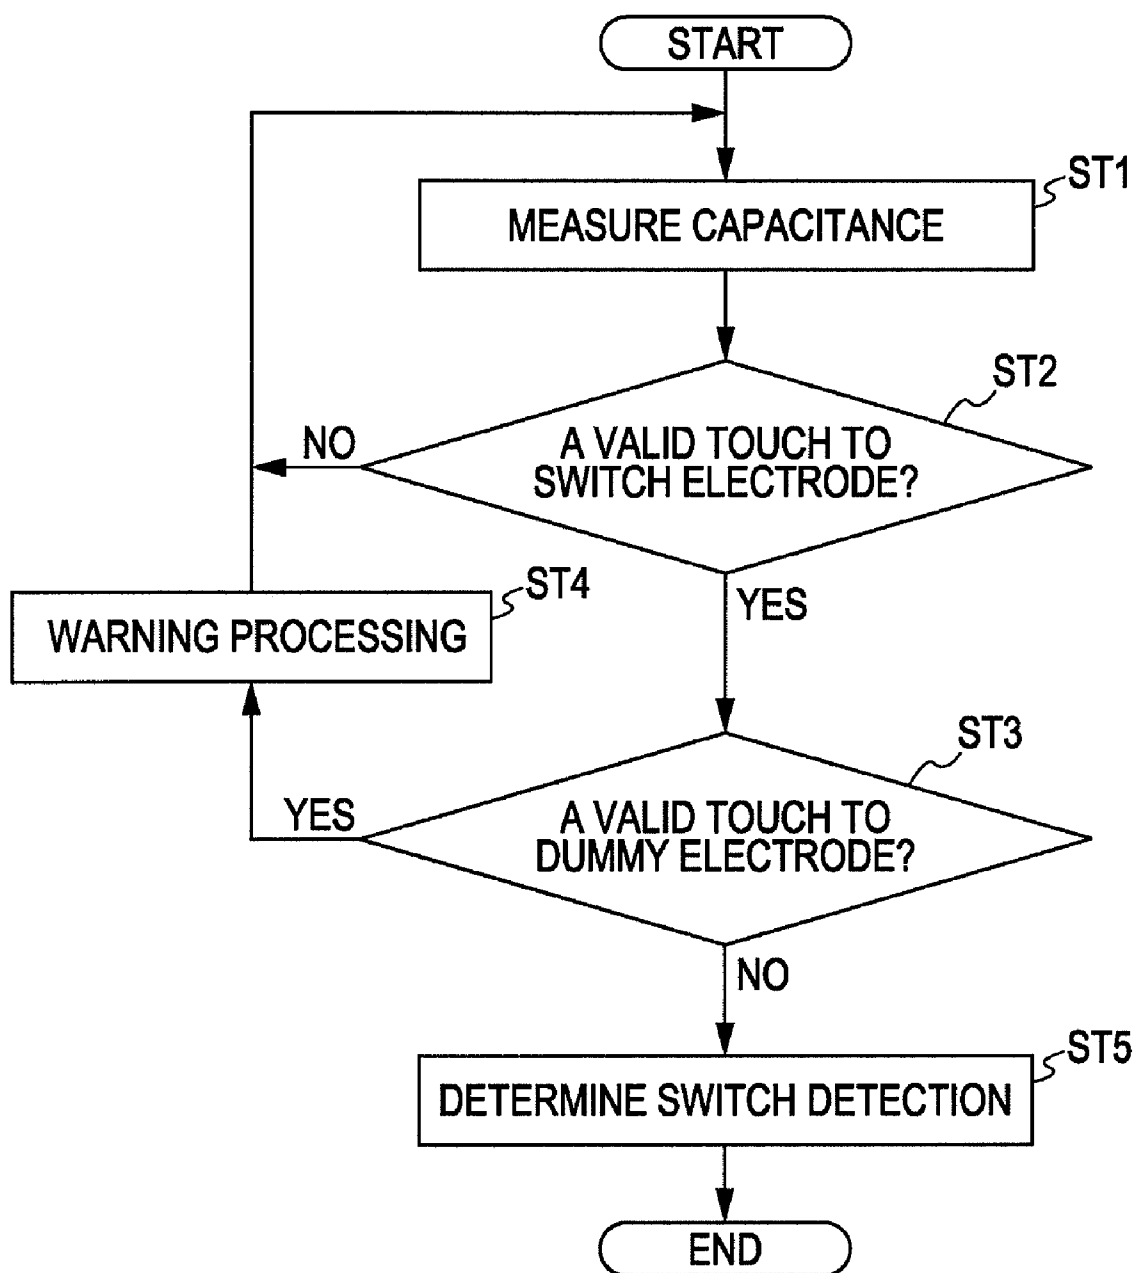 START
ST1
MEASURE CAPACITANCE
ST2
A VALID TOUCH TO
SWITCH ELECTRODE?
NO
YES
ST4
WARNING PROCESSING
ST3
A VALID TOUCH TO
DUMMY ELECTRODE?
YES
NO
ST5
DETERMINE SWITCH DETECTION
END